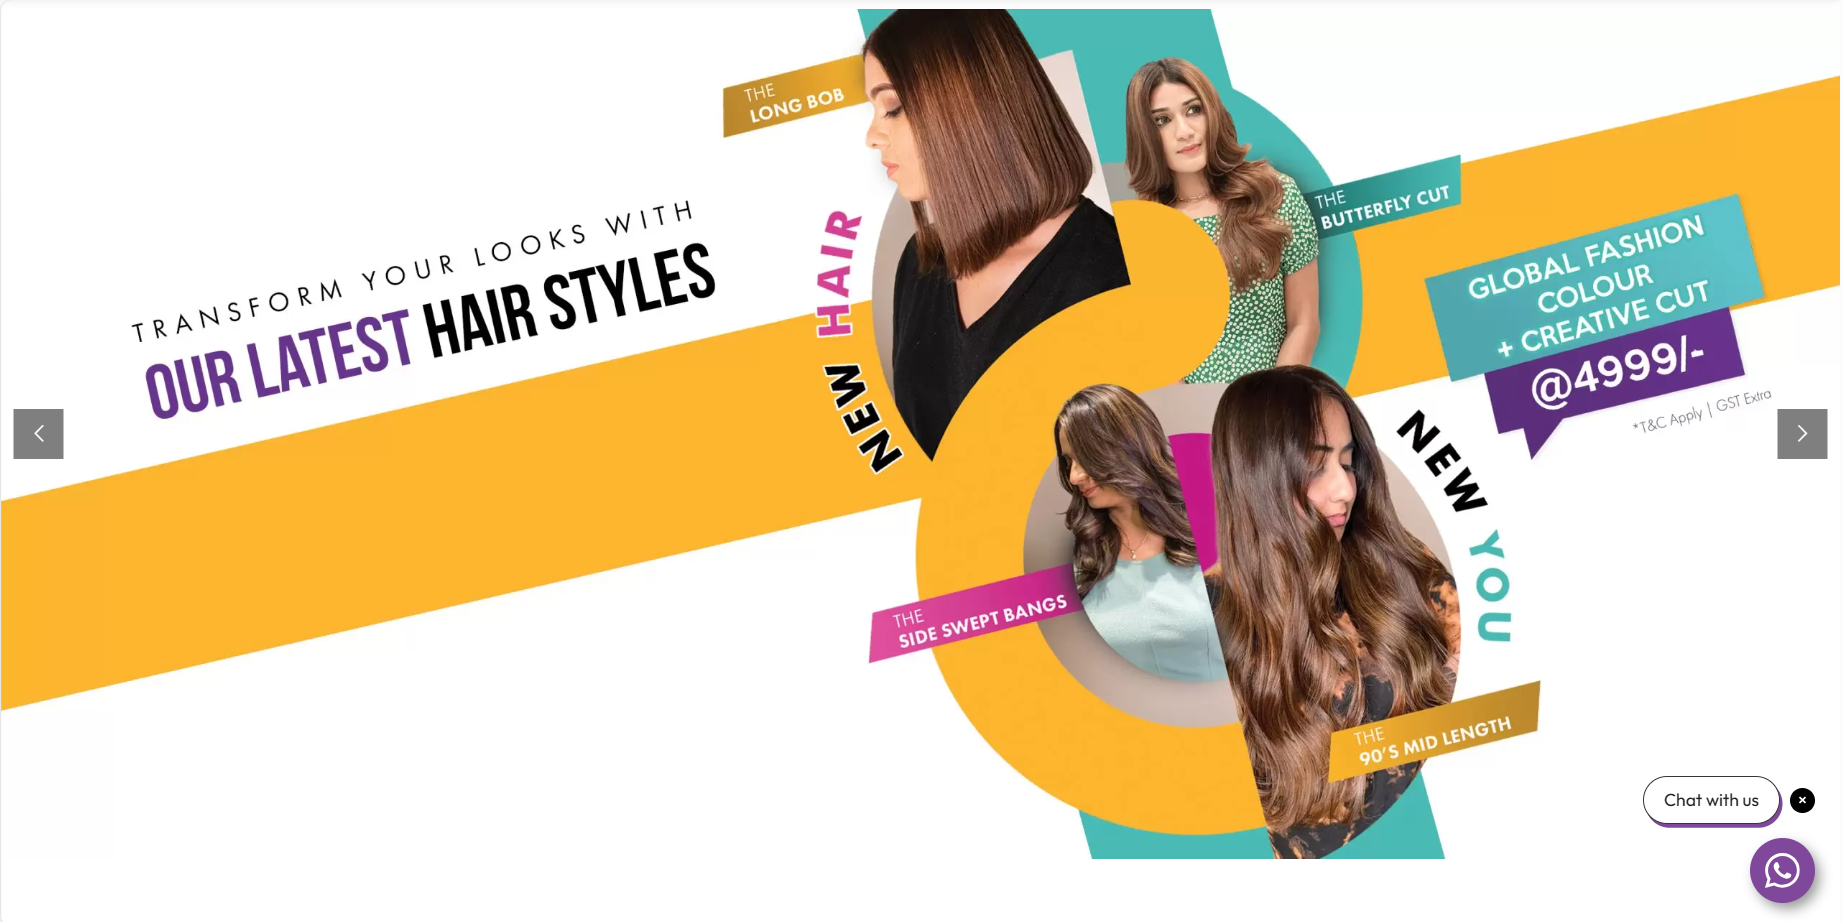 TRANSFORM YOUR LOOKS WITH
OUR LATEST HAIR STYLES
THE
LONG BOB
THE
BUTTERFLY CUT
NEW HAIR
NEW YOU
GLOBAL FASHION
COLOUR
+ CREATIVE CUT
@4999/-
*T&C Apply | GST Extra
THE
SIDE SWEPT BANGS
THE
90'S MID LENGTH
Chat with us